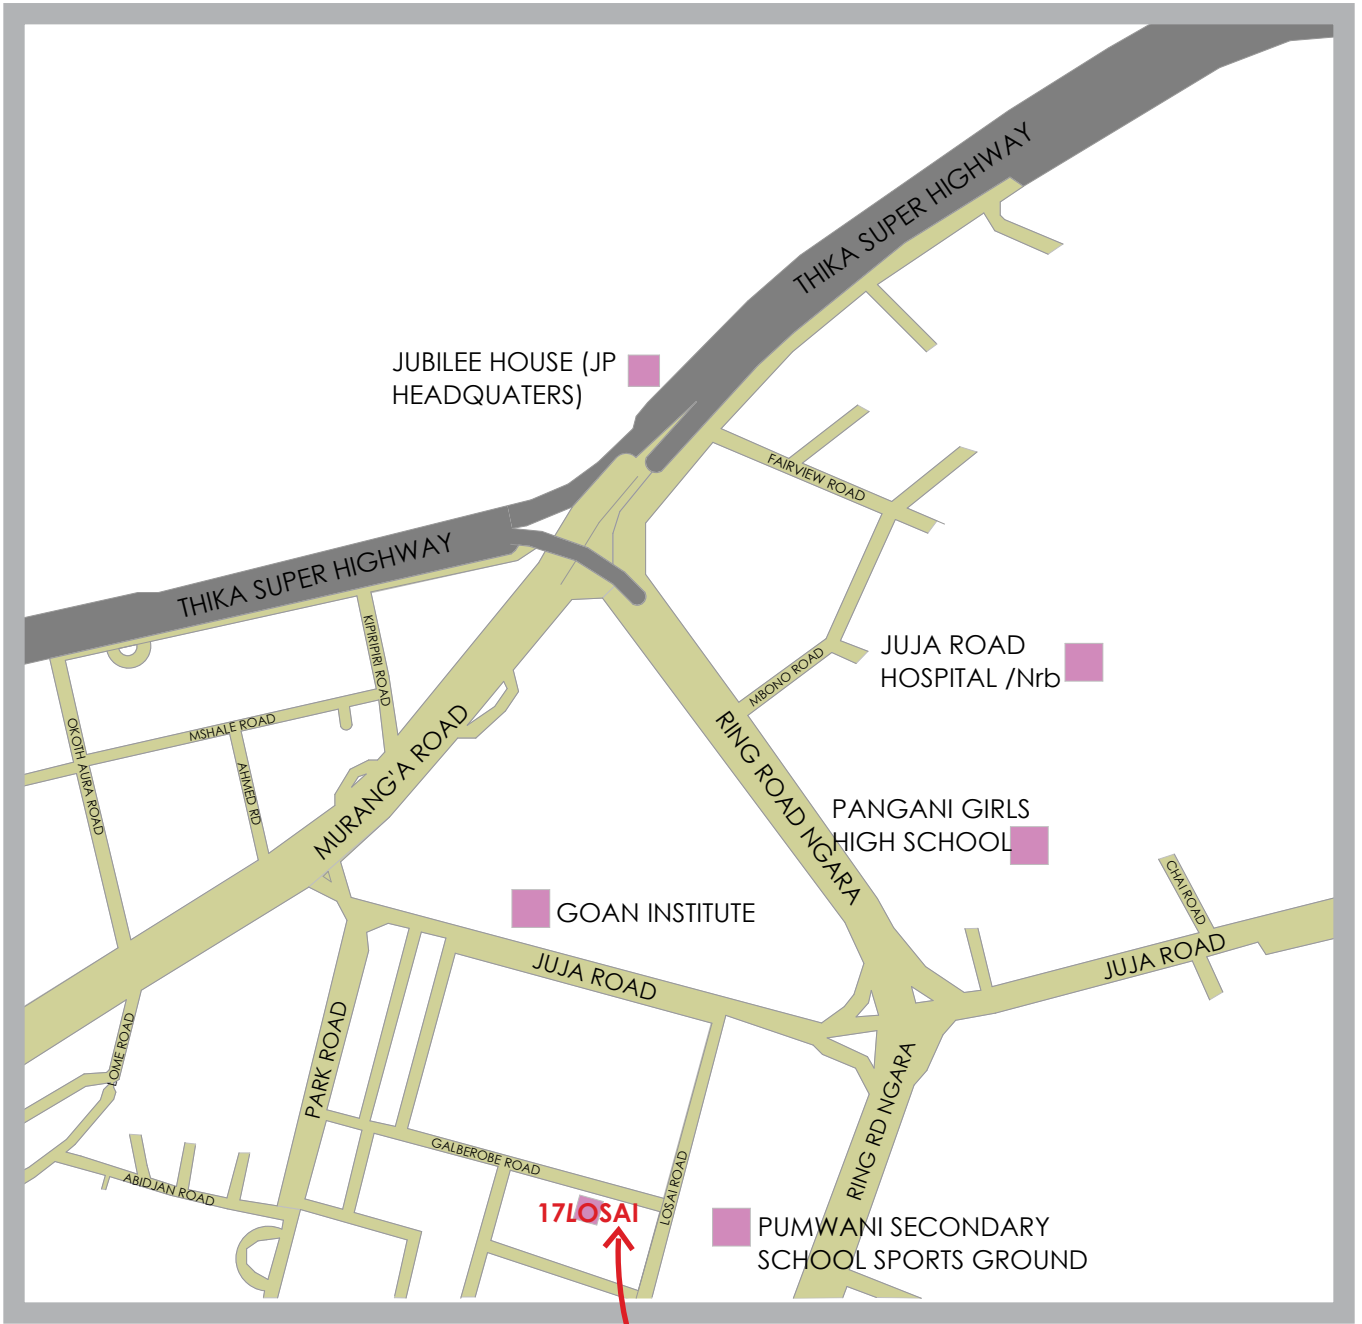 THIKA SUPER HIGHWAY
JUBILEE HOUSE (JP
HEADQUATERS)
FAIRVIEW ROAD
THIKA SUPER HIGHWAY
KIPIRIPIRI ROAD
JUJA ROAD
HOSPITAL /Nrb
MBONO ROAD
OKOTH AURA ROAD
MSHALE ROAD
AHMED RD
MURANG'A ROAD
RING ROAD NGARA
PANGANI GIRLS
HIGH SCHOOL
CHAI ROAD
GOAN INSTITUTE
JUJA ROAD
JUJA ROAD
LOME ROAD
PARK ROAD
RING RD NGARA
GALBEROBE ROAD
ABIDJAN ROAD
LOSAI ROAD
17LOSAI
PUMWANI SECONDARY
SCHOOL SPORTS GROUND